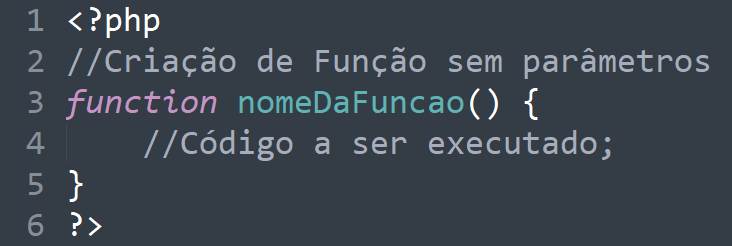 1 <?php
2 //Criação de Função sem parâmetros
3 function nomeDaFuncao() {
4     //Código a ser executado;
5 }
6 ?>